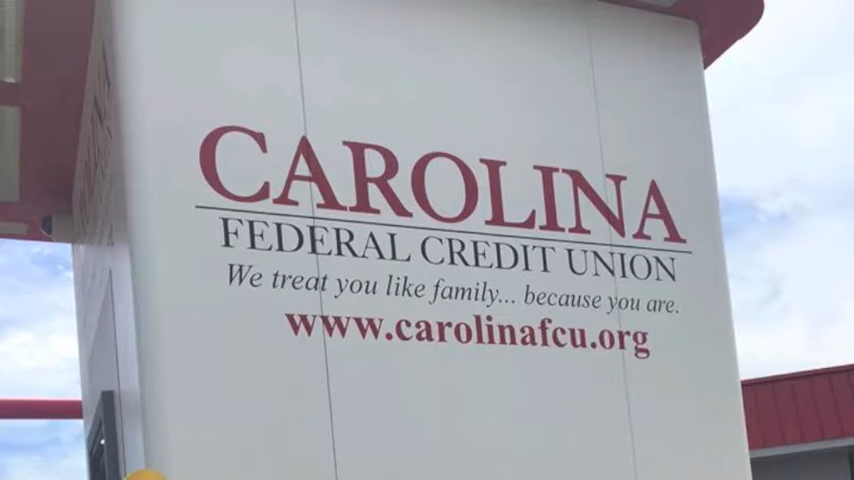 CAROLINA
FEDERAL CREDIT UNION
We treat you like family... because you are.
www.carolinafcu.org